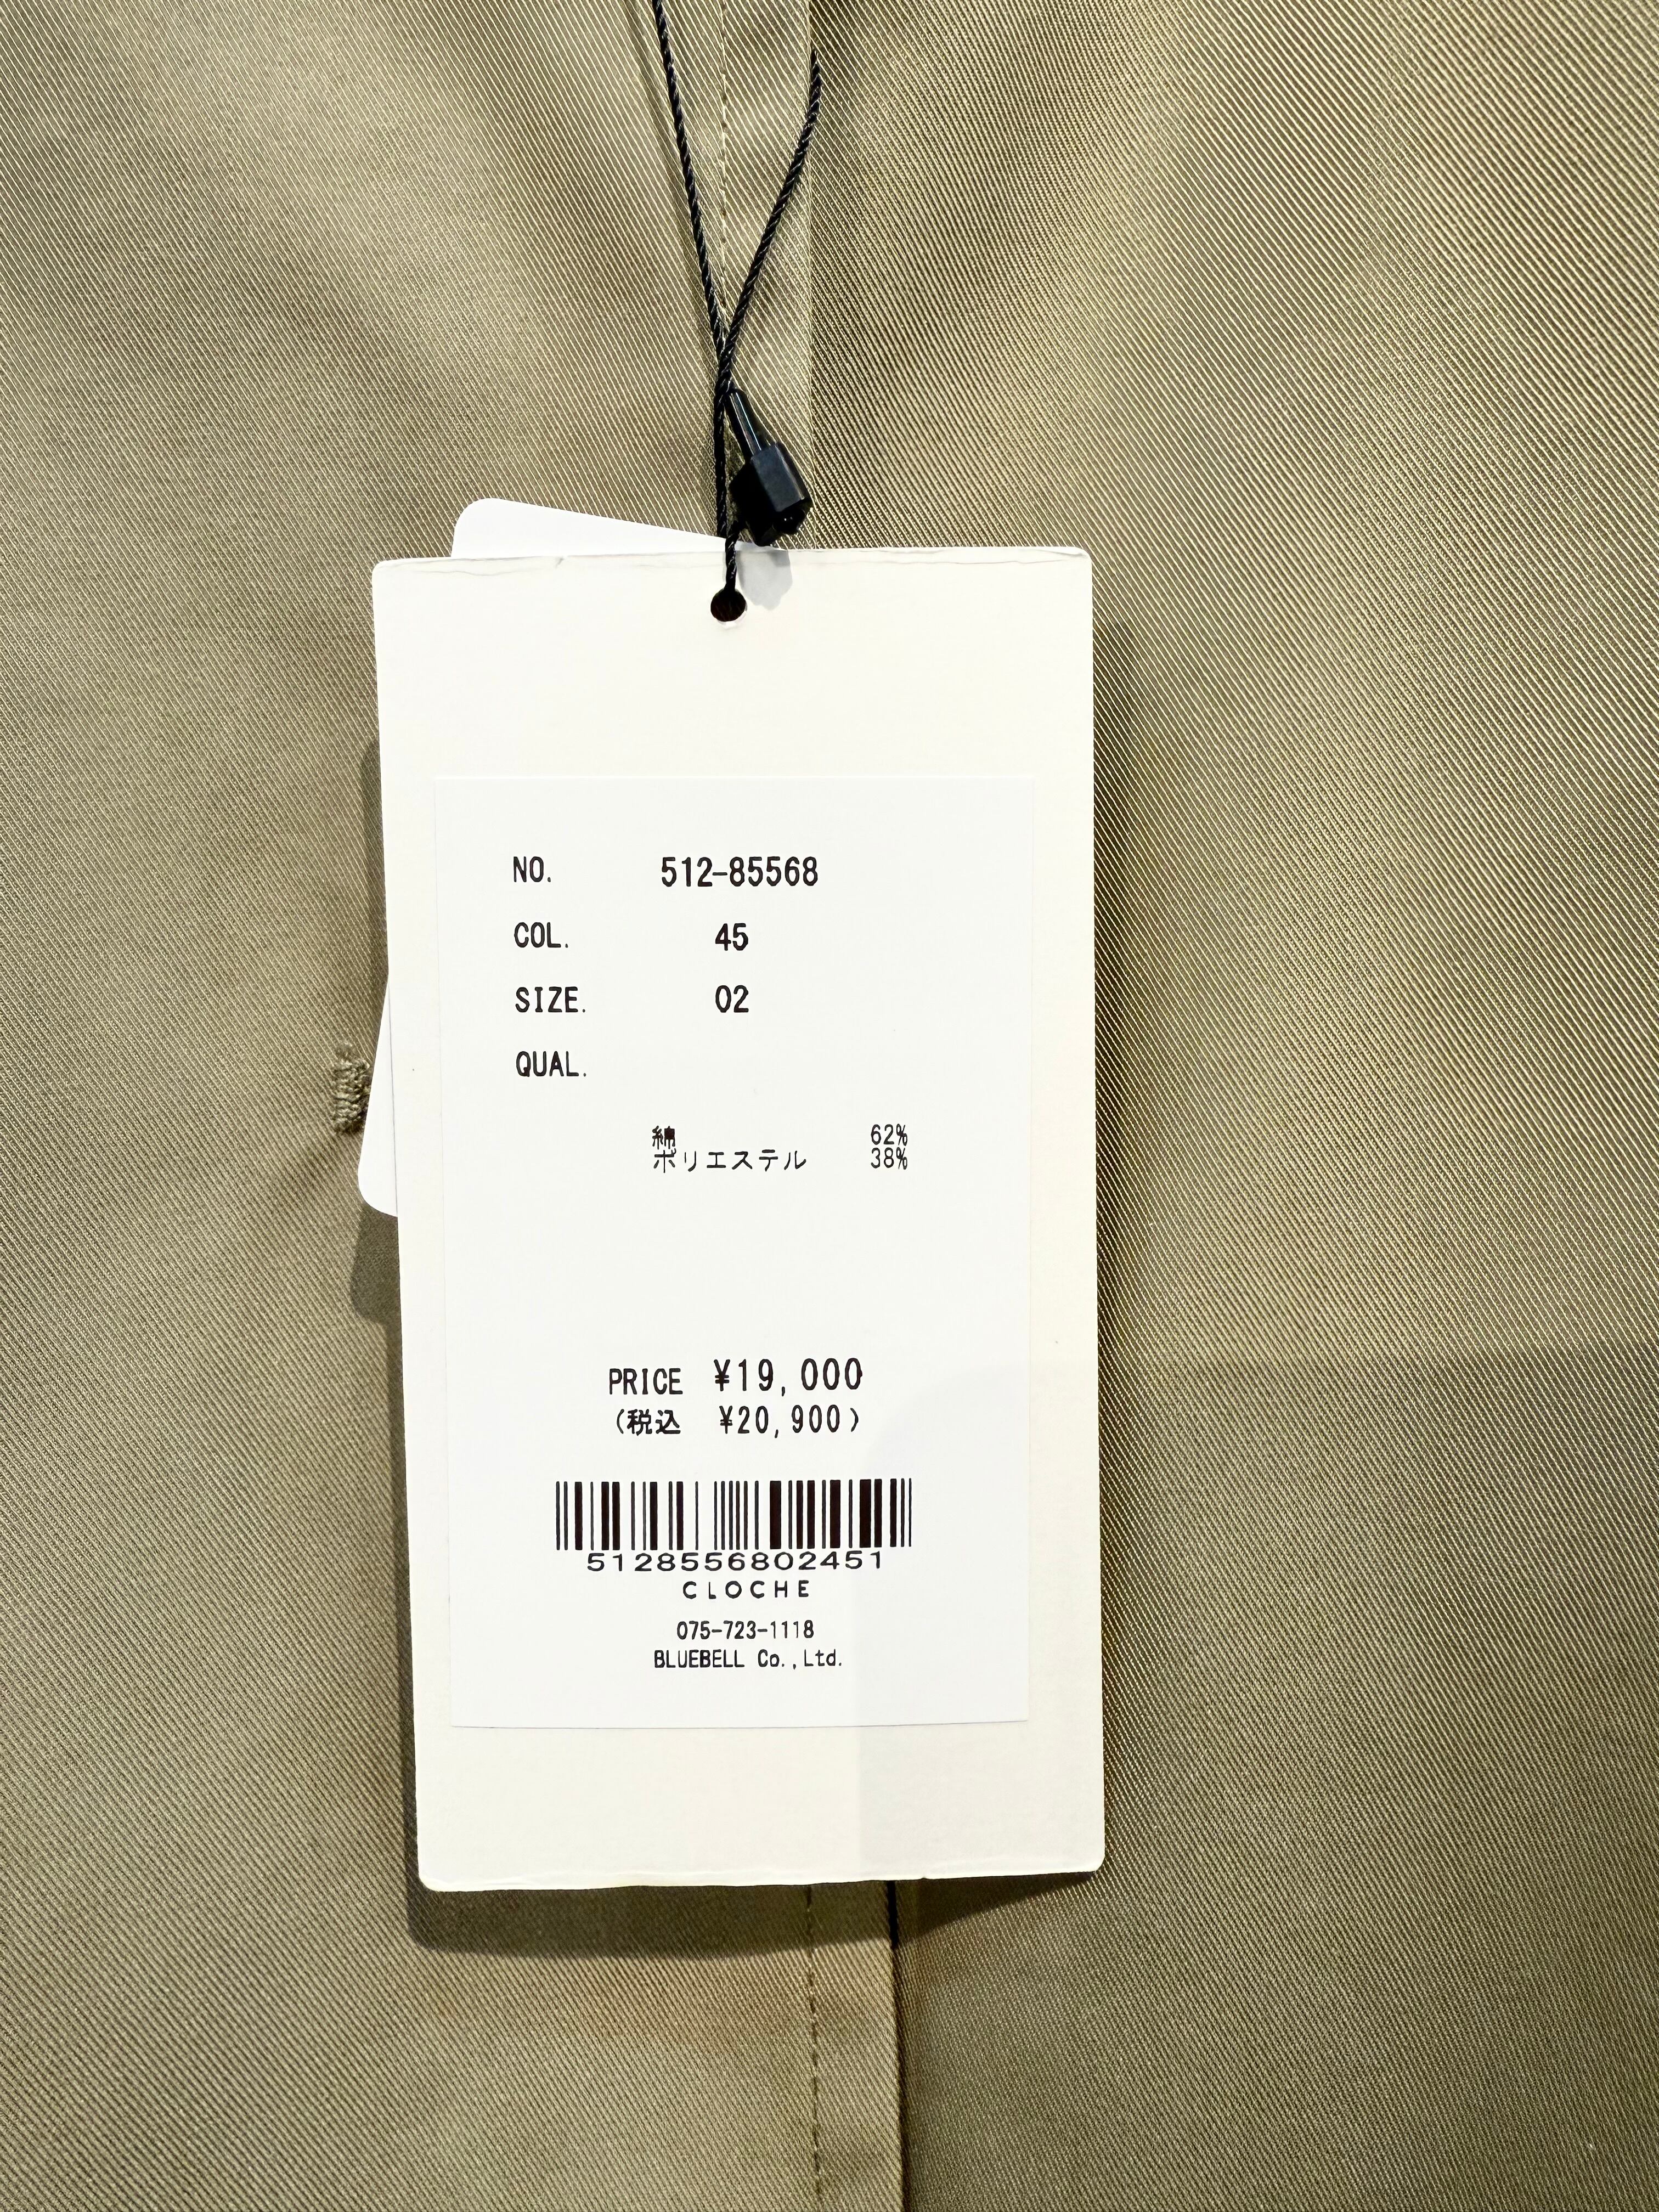 NO. 512-85568
COL. 45
SIZE. 02
QUAL.
綿 62%
ポリエステル 38%
PRICE ¥19,000
(税込 ¥20,900)
5128556802451
CLOCHE
075-723-1118
BLUEBELL Co.,Ltd.